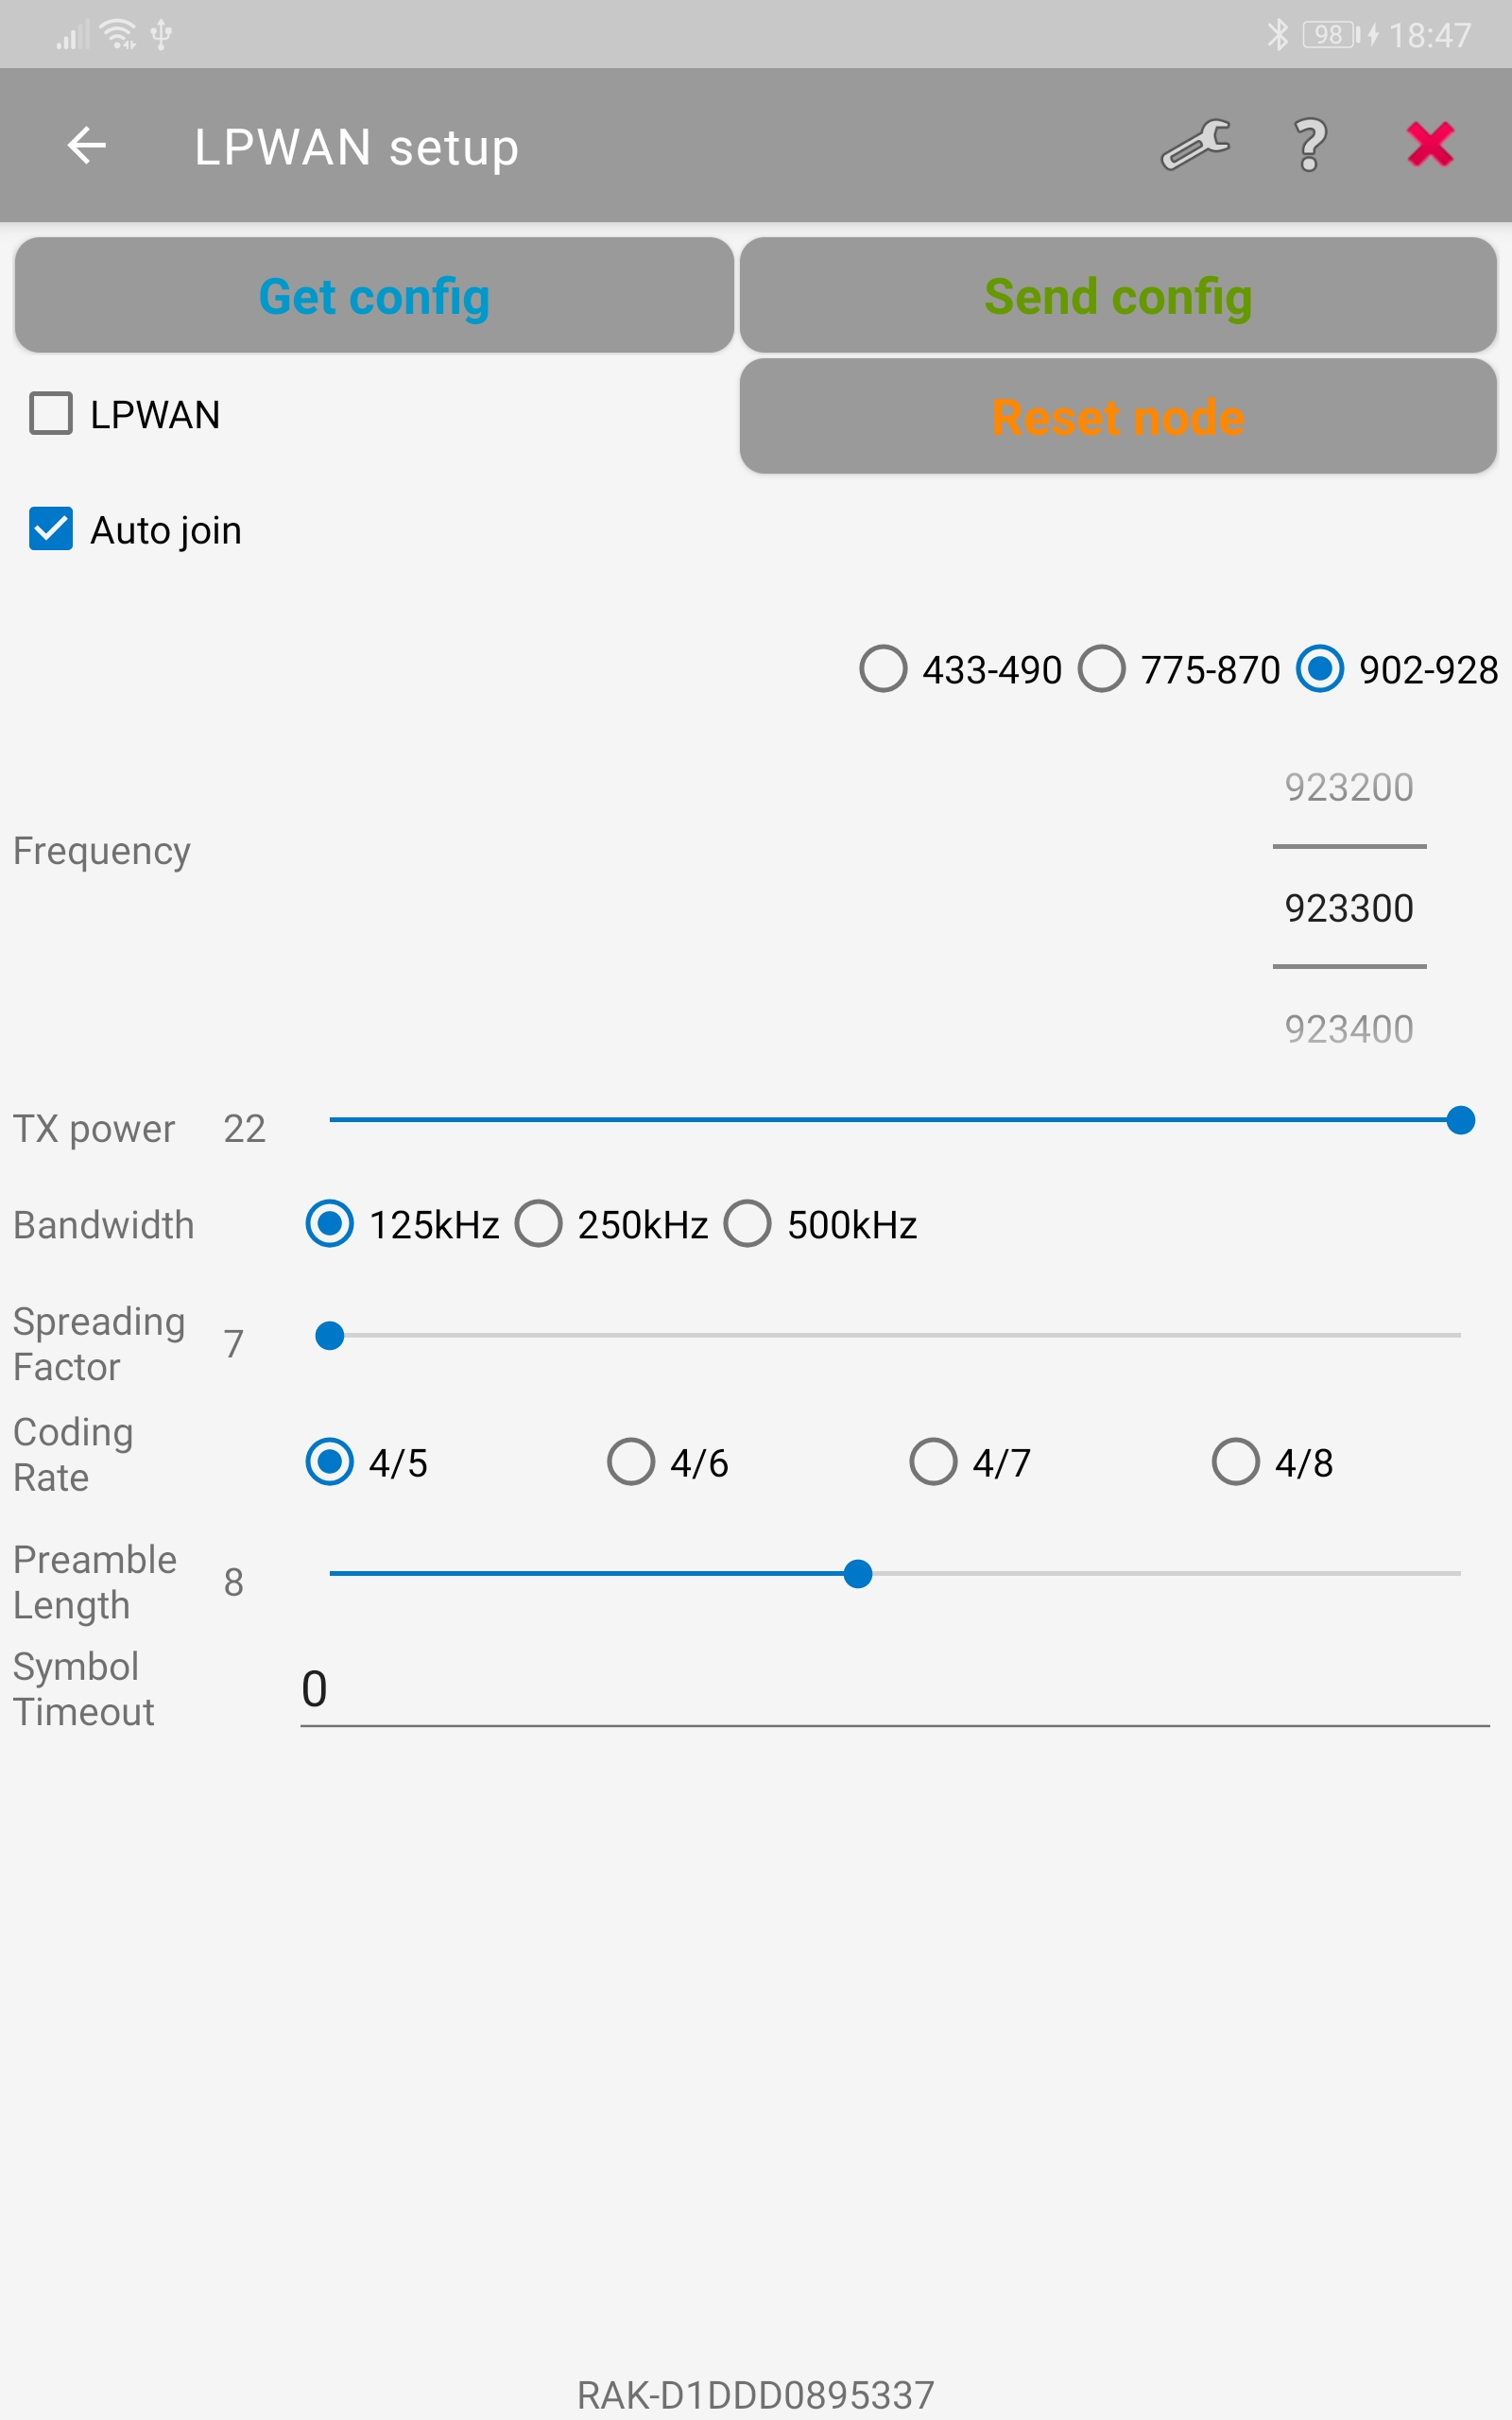 98 18:47
LPWAN setup ?
Get config Send config
LPWAN Reset node
Auto join
433-490 775-870 902-928
923200
Frequency
923300
923400
TX power 22
Bandwidth 125kHz 250kHz 500kHz
Spreading
Factor
7
Coding
Rate
4/5 4/6 4/7 4/8
Preamble
Length
8
Symbol
Timeout
0
RAK-D1DDD0895337